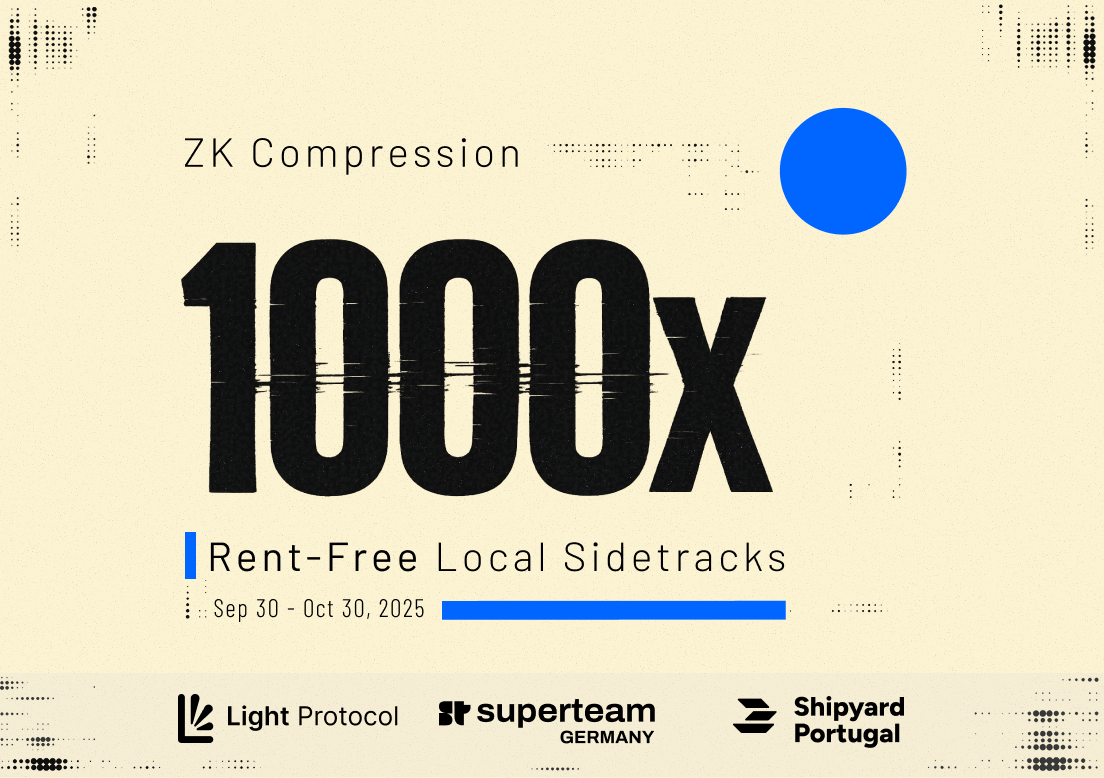 ZK Compression
1000x
Rent-Free Local Sidetracks
Sep 30 - Oct 30, 2025
Light Protocol
superteam
GERMANY
Shipyard
Portugal